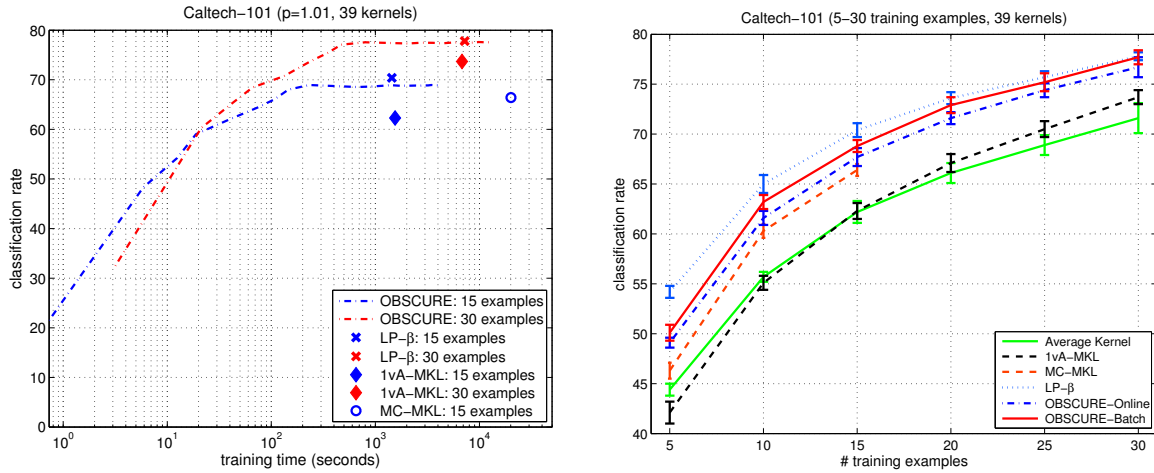 Caltech−101 (p=1.01, 39 kernels)
80
70
60
50
40
30
20
10
0
classification rate
10^0
10^1
10^2
10^3
10^4
training time (seconds)
OBSCURE: 15 examples
OBSCURE: 30 examples
LP−β: 15 examples
LP−β: 30 examples
1vA−MKL: 15 examples
1vA−MKL: 30 examples
MC−MKL: 15 examples
Caltech−101 (5−30 training examples, 39 kernels)
80
75
70
65
60
55
50
45
40
classification rate
5
10
15
20
25
30
# training examples
Average Kernel
1vA−MKL
MC−MKL
LP−β
OBSCURE−Online
OBSCURE−Batch